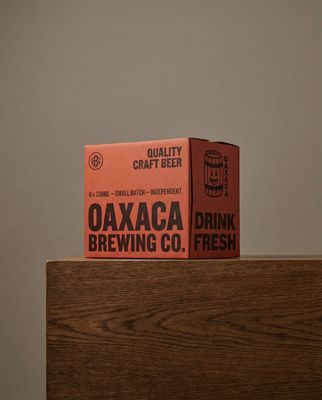 QUALITY
CRAFT BEER
6 x 330ML – SMALL BATCH – INDEPENDENT
OAXACA
BREWING CO.
OAXACA
DRINK
FRESH